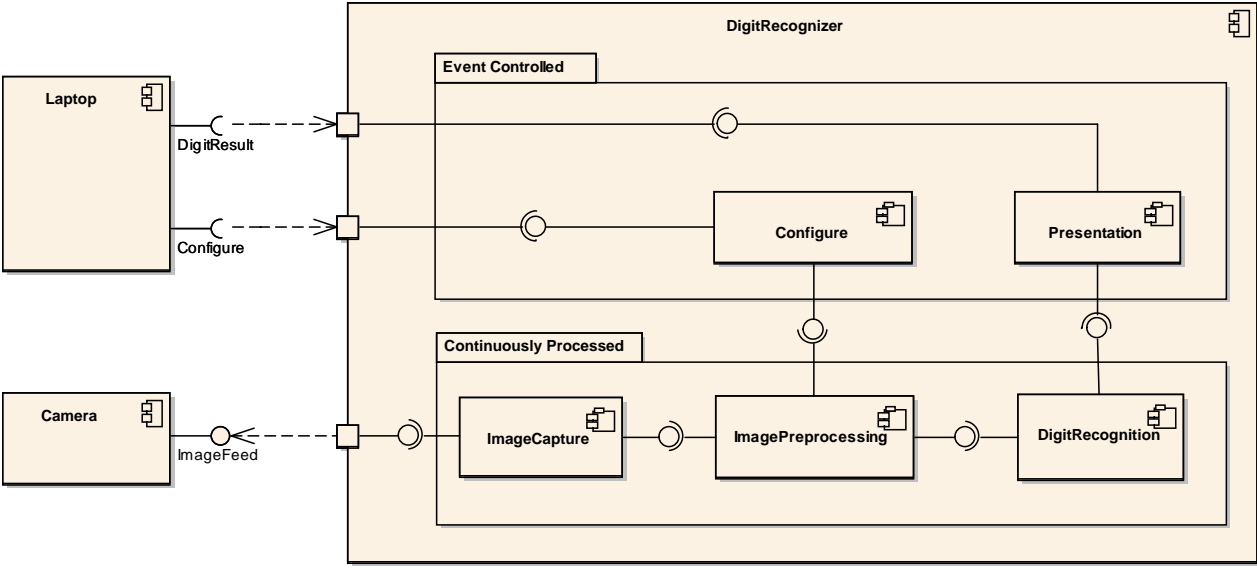 DigitRecognizer
Event Controlled
Laptop
DigitResult
Configure
Configure
Presentation
Continuously Processed
Camera
ImageFeed
ImageCapture
ImagePreprocessing
DigitRecognition